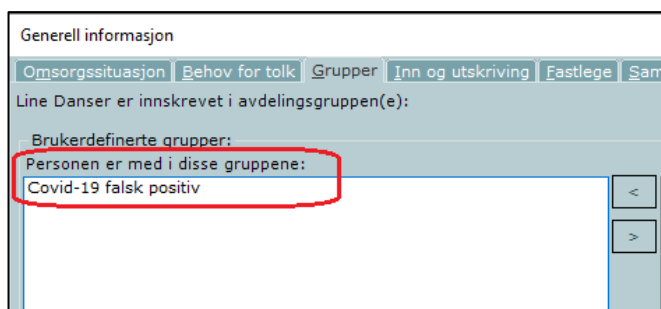 Generell informasjon
Omsorgssituasjon Behov for tolk Grupper Inn og utskriving Fastlege Sam
Line Danser er innskrevet i avdelingsgruppen(e):
Brukerdefinerte grupper:
Personen er med i disse gruppene:
Covid-19 falsk positiv
<
>